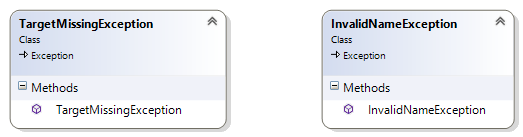 TargetMissingException
Class
Exception
Methods
TargetMissingException
InvalidNameException
Class
Exception
Methods
InvalidNameException